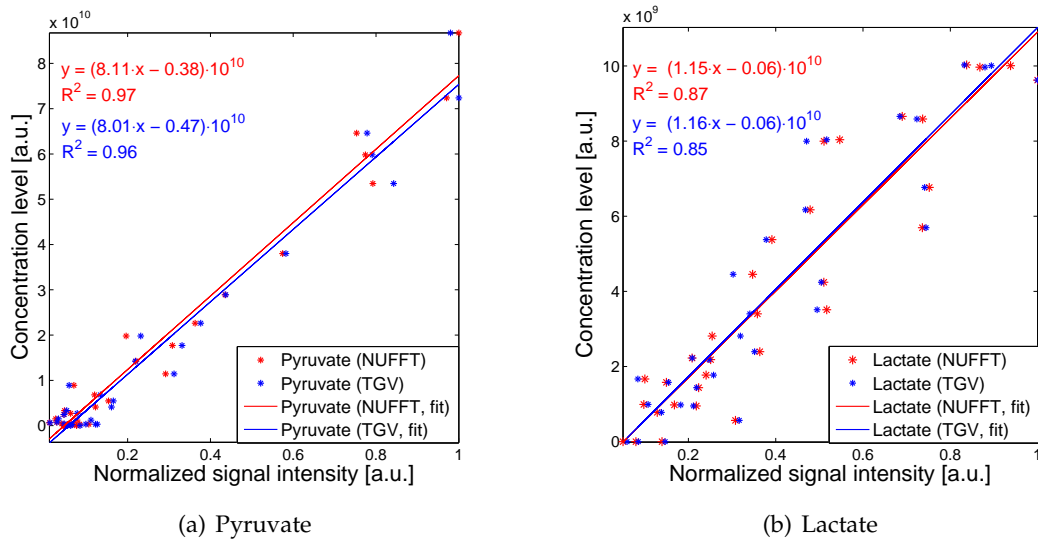 x 10^10
8
7
6
5
4
3
2
1
0
Concentration level [a.u.]
y = (8.11·x − 0.38)·10^10
R^2 = 0.97
y = (8.01·x − 0.47)·10^10
R^2 = 0.96
Pyruvate (NUFFT)
Pyruvate (TGV)
Pyruvate (NUFFT, fit)
Pyruvate (TGV, fit)
0.2 0.4 0.6 0.8 1
Normalized signal intensity [a.u.]
(a) Pyruvate
x 10^9
10
8
6
4
2
0
Concentration level [a.u.]
y = (1.15·x − 0.06)·10^10
R^2 = 0.87
y = (1.16·x − 0.06)·10^10
R^2 = 0.85
Lactate (NUFFT)
Lactate (TGV)
Lactate (NUFFT, fit)
Lactate (TGV, fit)
0.2 0.4 0.6 0.8 1
Normalized signal intensity [a.u.]
(b) Lactate